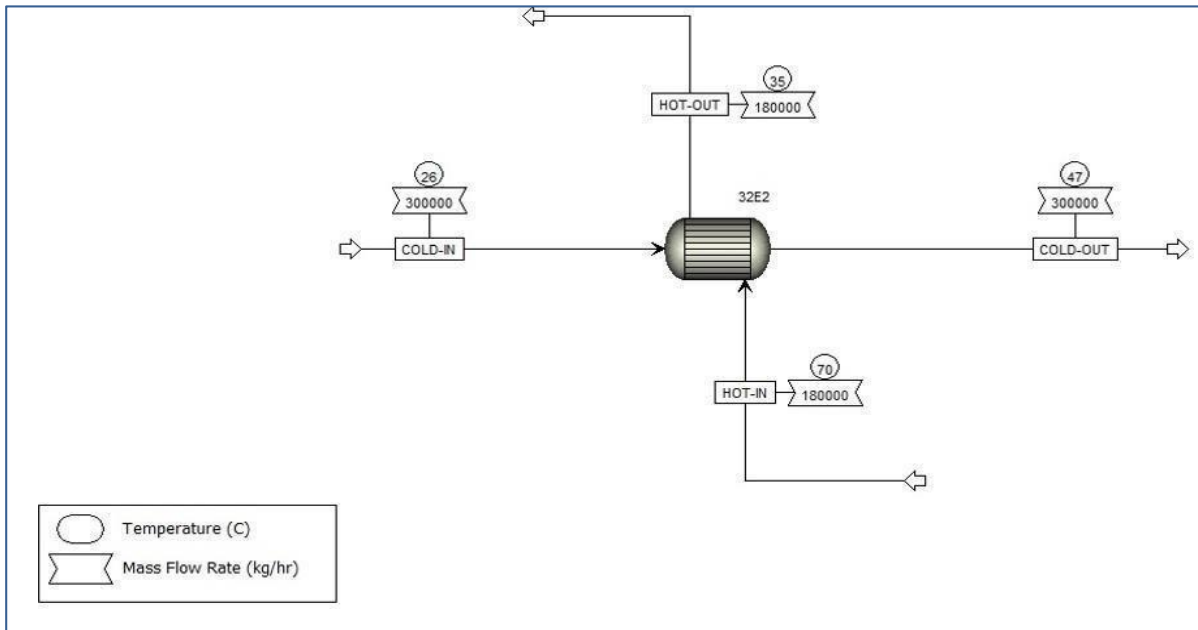 35
HOT-OUT
180000
26
300000
COLD-IN
32E2
47
300000
COLD-OUT
70
HOT-IN
180000
Temperature (C)
Mass Flow Rate (kg/hr)